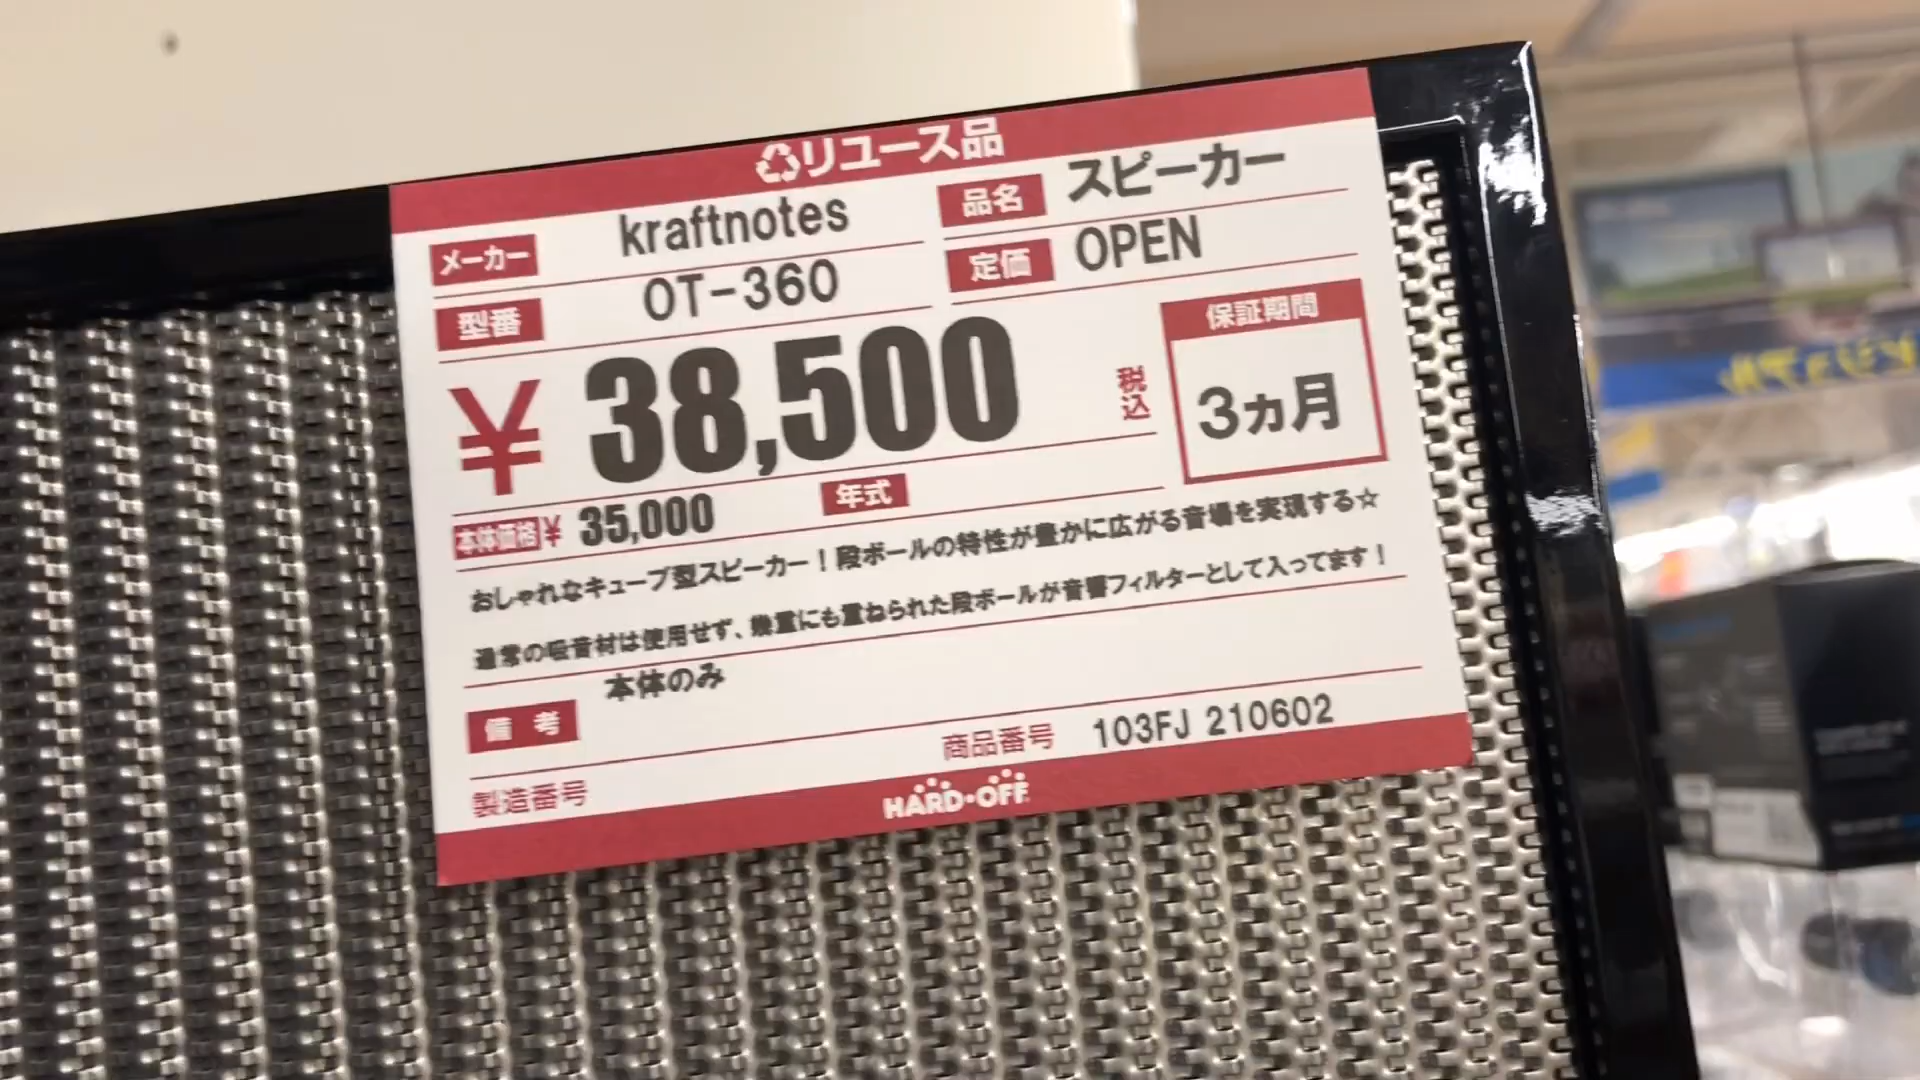 リユース品
メーカー kraftnotes 品名 スピーカー
型番 OT-360 定価 OPEN
¥ 38,500 税込
保証期間
3ヵ月
本体価格¥ 35,000 年式
おしゃれなキューブ型スピーカー！段ボールの特性が豊かに広がる音場を実現する☆
通常の吸音材は使用せず、幾重にも重ねられた段ボールが音響フィルターとして入ってます！
備考 本体のみ
製造番号 商品番号 103FJ 210602
HARD・OFF